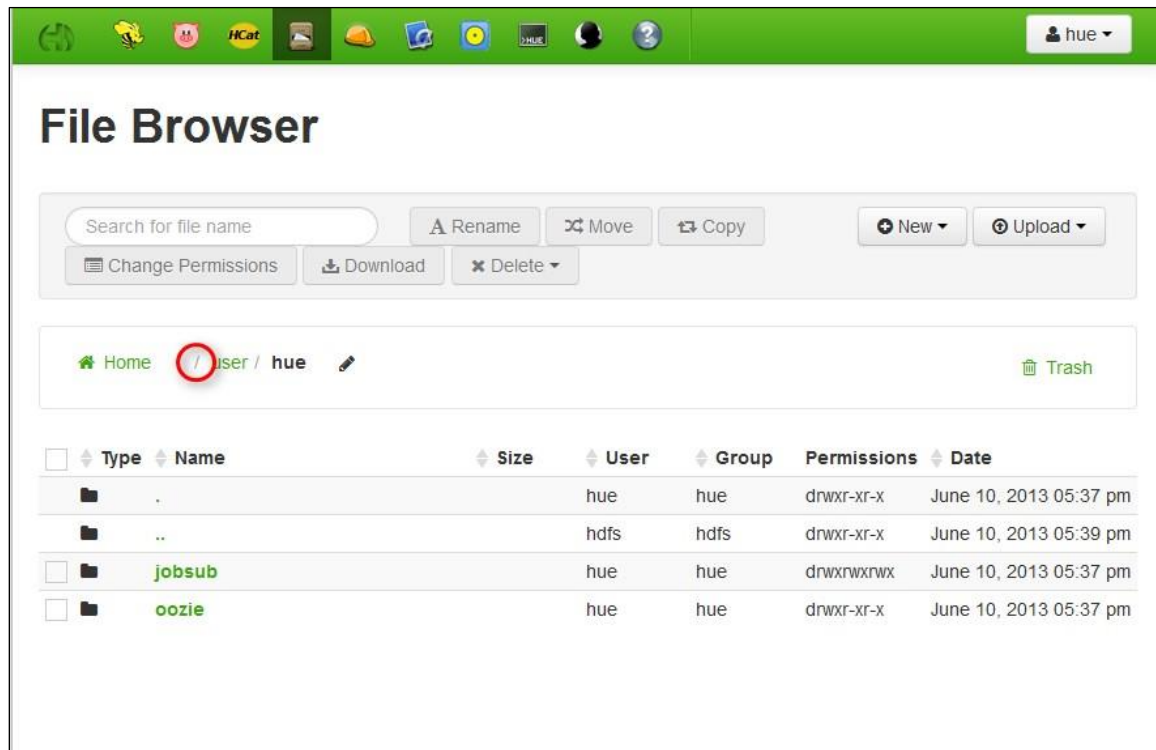 HCat >HUE ? hue
File Browser
Search for file name A Rename Move Copy New Upload
Change Permissions Download Delete
Home / user / hue Trash
Type Name Size User Group Permissions Date
. hue hue drwxr-xr-x June 10, 2013 05:37 pm
.. hdfs hdfs drwxr-xr-x June 10, 2013 05:39 pm
jobsub hue hue drwxrwxrwx June 10, 2013 05:37 pm
oozie hue hue drwxr-xr-x June 10, 2013 05:37 pm